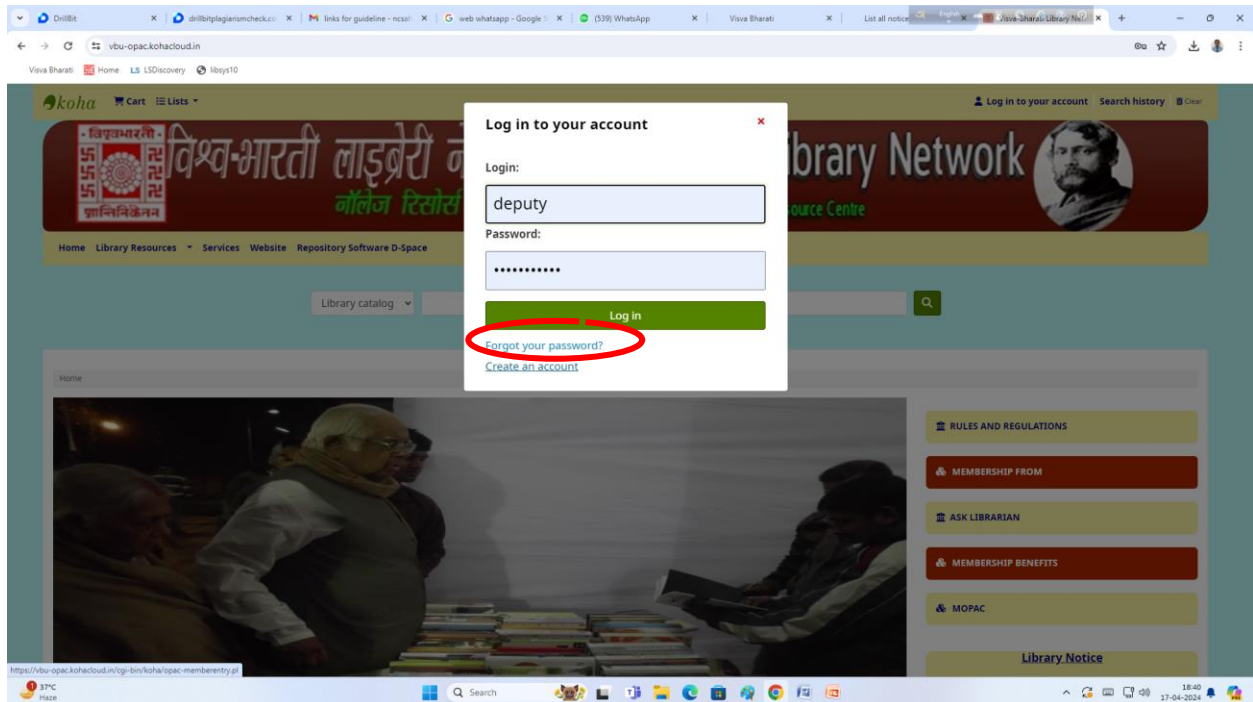 DrillBit
drillbitplagiarismcheck.co
links for guideline - ncsah
web whatsapp - Google S
(539) WhatsApp
Visva Bharati
List all notice
Visva-Bharati Library Net
vbu-opac.kohacloud.in
Visva Bharati
Home
LS LSDiscovery
libsys10
koha
Cart
Lists
Log in to your account
Search history
Clear
विश्वभारती
शान्तिनिकेतन
विश्व-भारती लाइब्रेरी
नॉलेज रिसोर्स
brary Network
ource Centre
Home Library Resources Services Website Repository Software D-Space
Library catalog
Log in to your account
Login:
deputy
Password:
Log in
Forgot your password?
Create an account
Home
RULES AND REGULATIONS
MEMBERSHIP FROM
ASK LIBRARIAN
MEMBERSHIP BENEFITS
MOPAC
Library Notice
https://vbu-opac.kohacloud.in/cgi-bin/koha/opac-memberentry.pl
37°C
Haze
Search
18:40
17-04-2024